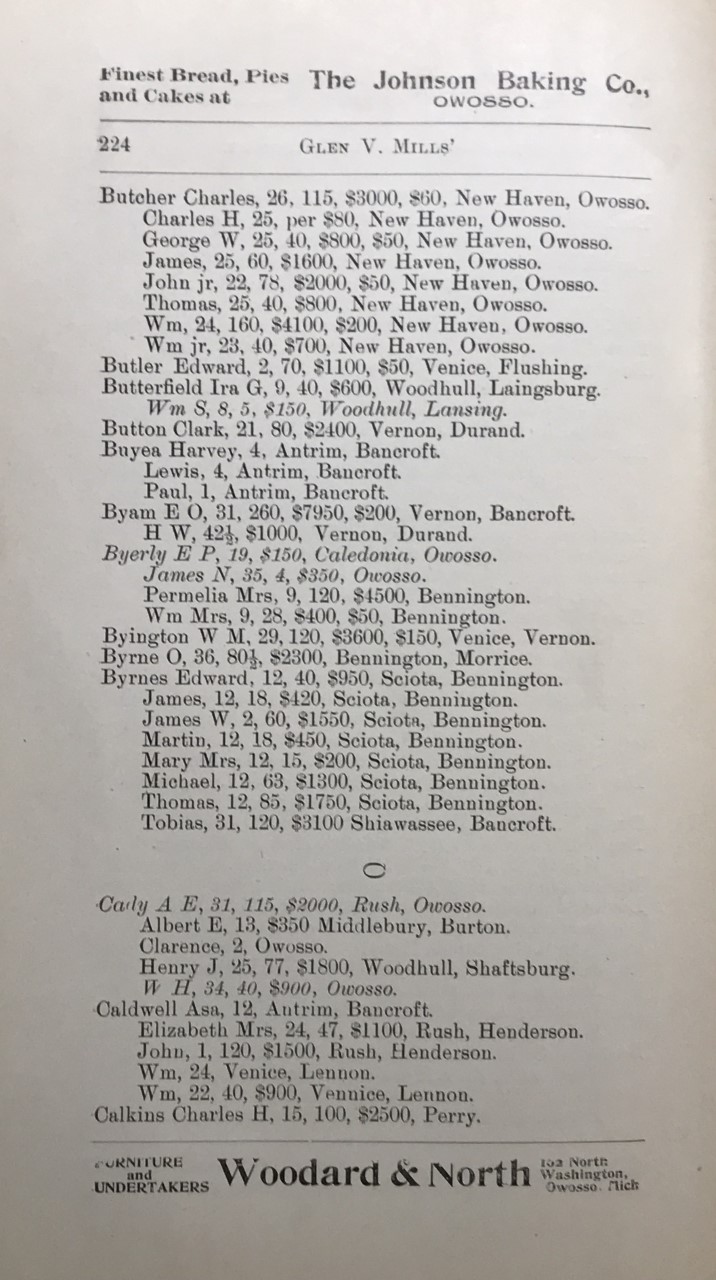 Finest Bread, Pies The Johnson Baking Co.,
and Cakes at OWOSSO.
224 GLEN V. MILLS'
Butcher Charles, 26, 115, $3000, $60, New Haven, Owosso.
Charles H, 25, per $80, New Haven, Owosso.
George W, 25, 40, $800, $50, New Haven, Owosso.
James, 25, 60, $1600, New Haven, Owosso.
John jr, 22, 78, $2000, $50, New Haven, Owosso.
Thomas, 25, 40, $800, New Haven, Owosso.
Wm, 24, 160, $4100, $200, New Haven, Owosso.
Wm jr, 23, 40, $700, New Haven, Owosso.
Butler Edward, 2, 70, $1100, $50, Venice, Flushing.
Butterfield Ira G, 9, 40, $600, Woodhull, Laingsburg.
Wm S, 8, 5, $150, Woodhull, Lansing.
Button Clark, 21, 80, $2400, Vernon, Durand.
Buyea Harvey, 4, Antrim, Bancroft.
Lewis, 4, Antrim, Bancroft.
Paul, 1, Antrim, Bancroft.
Byam E O, 31, 260, $7950, $200, Vernon, Bancroft.
H W, 42½, $1000, Vernon, Durand.
Byerly E P, 19, $150, Caledonia, Owosso.
James N, 35, 4, $350, Owosso.
Permelia Mrs, 9, 120, $4500, Bennington.
Wm Mrs, 9, 28, $400, $50, Bennington.
Byington W M, 29, 120, $3600, $150, Venice, Vernon.
Byrne O, 36, 80½, $2300, Bennington, Morrice.
Byrnes Edward, 12, 40, $950, Sciota, Bennington.
James, 12, 18, $420, Sciota, Bennington.
James W, 2, 60, $1550, Sciota, Bennington.
Martin, 12, 18, $450, Sciota, Bennington.
Mary Mrs, 12, 15, $200, Sciota, Bennington.
Michael, 12, 63, $1300, Sciota, Bennington.
Thomas, 12, 85, $1750, Sciota, Bennington.
Tobias, 31, 120, $3100 Shiawassee, Bancroft.
C
Cady A E, 31, 115, $2000, Rush, Owosso.
Albert E, 13, $350 Middlebury, Burton.
Clarence, 2, Owosso.
Henry J, 25, 77, $1800, Woodhull, Shaftsburg.
W H, 34, 40, $900, Owosso.
Caldwell Asa, 12, Antrim, Bancroft.
Elizabeth Mrs, 24, 47, $1100, Rush, Henderson.
John, 1, 120, $1500, Rush, Henderson.
Wm, 24, Venice, Lennon.
Wm, 22, 40, $900, Vennice, Lennon.
Calkins Charles H, 15, 100, $2500, Perry.
FURNITURE
and
UNDERTAKERS
Woodard & North
102 North
Washington,
Owosso. Mich